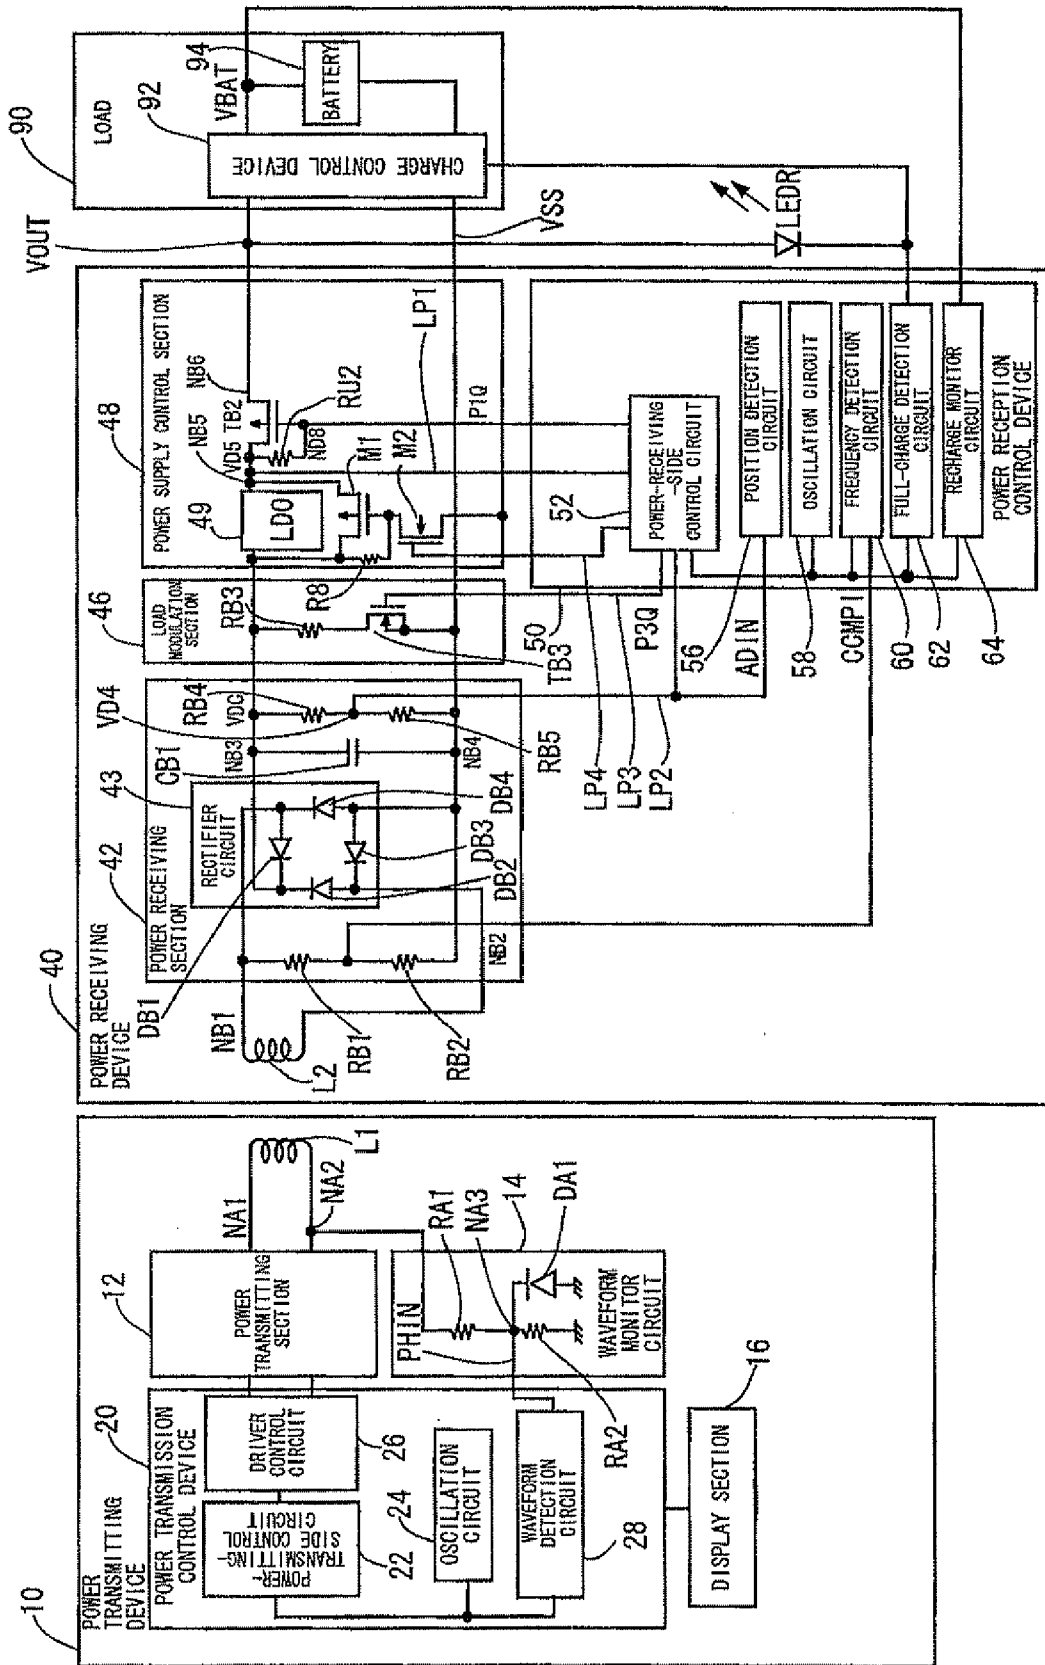 10
POWER
TRANSMITTING
DEVICE
20
POWER TRANSMISSION
CONTROL DEVICE
POWER-
TRANSMITTING-
SIDE CONTROL
CIRCUIT
22
DRIVER
CONTROL
CIRCUIT
26
24
OSCILLATION
CIRCUIT
WAVEFORM
DETECTION
CIRCUIT
28
DISPLAY SECTION
16
12
POWER
TRANSMITTING
SECTION
NA1
L1
NA2
PHIN
RA1
NA3
14
DA1
RA2
WAVEFORM
MONITOR
CIRCUIT
40
POWER RECEIVING
DEVICE
NB1
L2
DB1
RB1
RB2
NB2
42
POWER RECEIVING
SECTION
43
RECTIFIER
CIRCUIT
DB2
DB3
DB4
CB1
NB3
NB4
VD4
RB4
VDC
RB5
46
LOAD
MODULATION
SECTION
RB3
TB3
48
POWER SUPPLY CONTROL SECTION
49
LDO
R8
NB5
VD5
TB2
NB6
RU2
ND8
M1
M2
P1Q
LP1
LP4
LP3
LP2
P3Q
50
52
POWER-RECEIVING
-SIDE
CONTROL CIRCUIT
56
POSITION DETECTION
CIRCUIT
ADIN
58
OSCILLATION CIRCUIT
CCMPI
60
FREQUENCY DETECTION
CIRCUIT
62
FULL-CHARGE DETECTION
CIRCUIT
64
RECHARGE MONITOR
CIRCUIT
POWER RECEPTION
CONTROL DEVICE
VOUT
VSS
LEDR
90
LOAD
92
CHARGE CONTROL DEVICE
VBAT
94
BATTERY